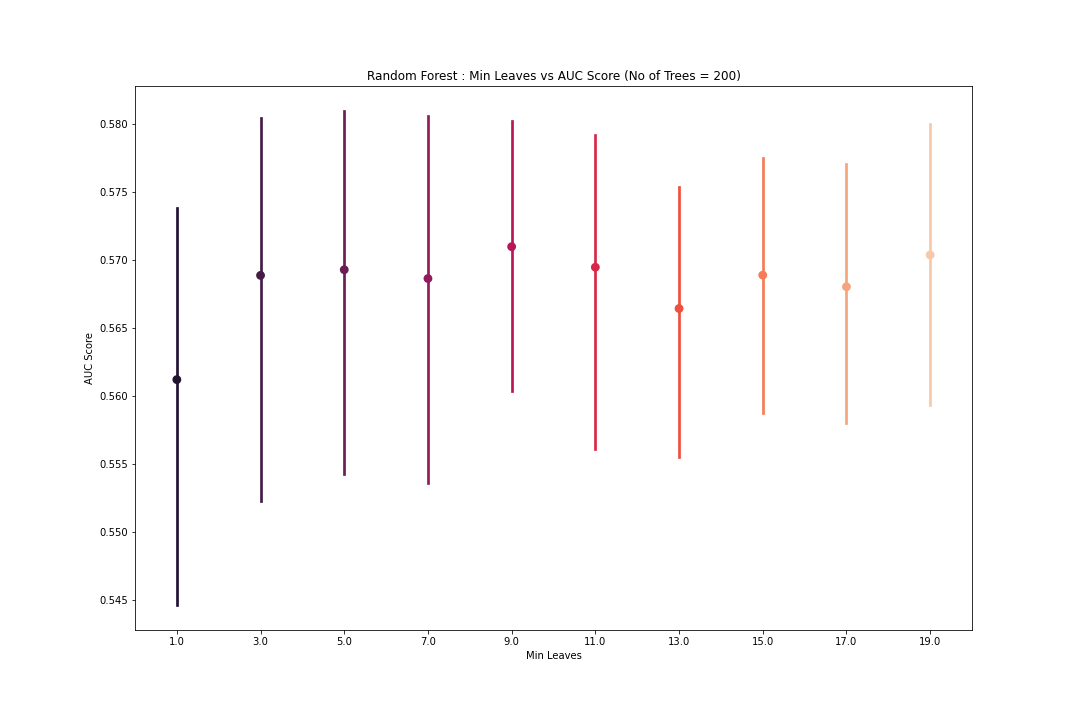 Random Forest : Min Leaves vs AUC Score (No of Trees = 200)
0.580
0.575
0.570
0.565
0.560
0.555
0.550
0.545
AUC Score
1.0 3.0 5.0 7.0 9.0 11.0 13.0 15.0 17.0 19.0
Min Leaves